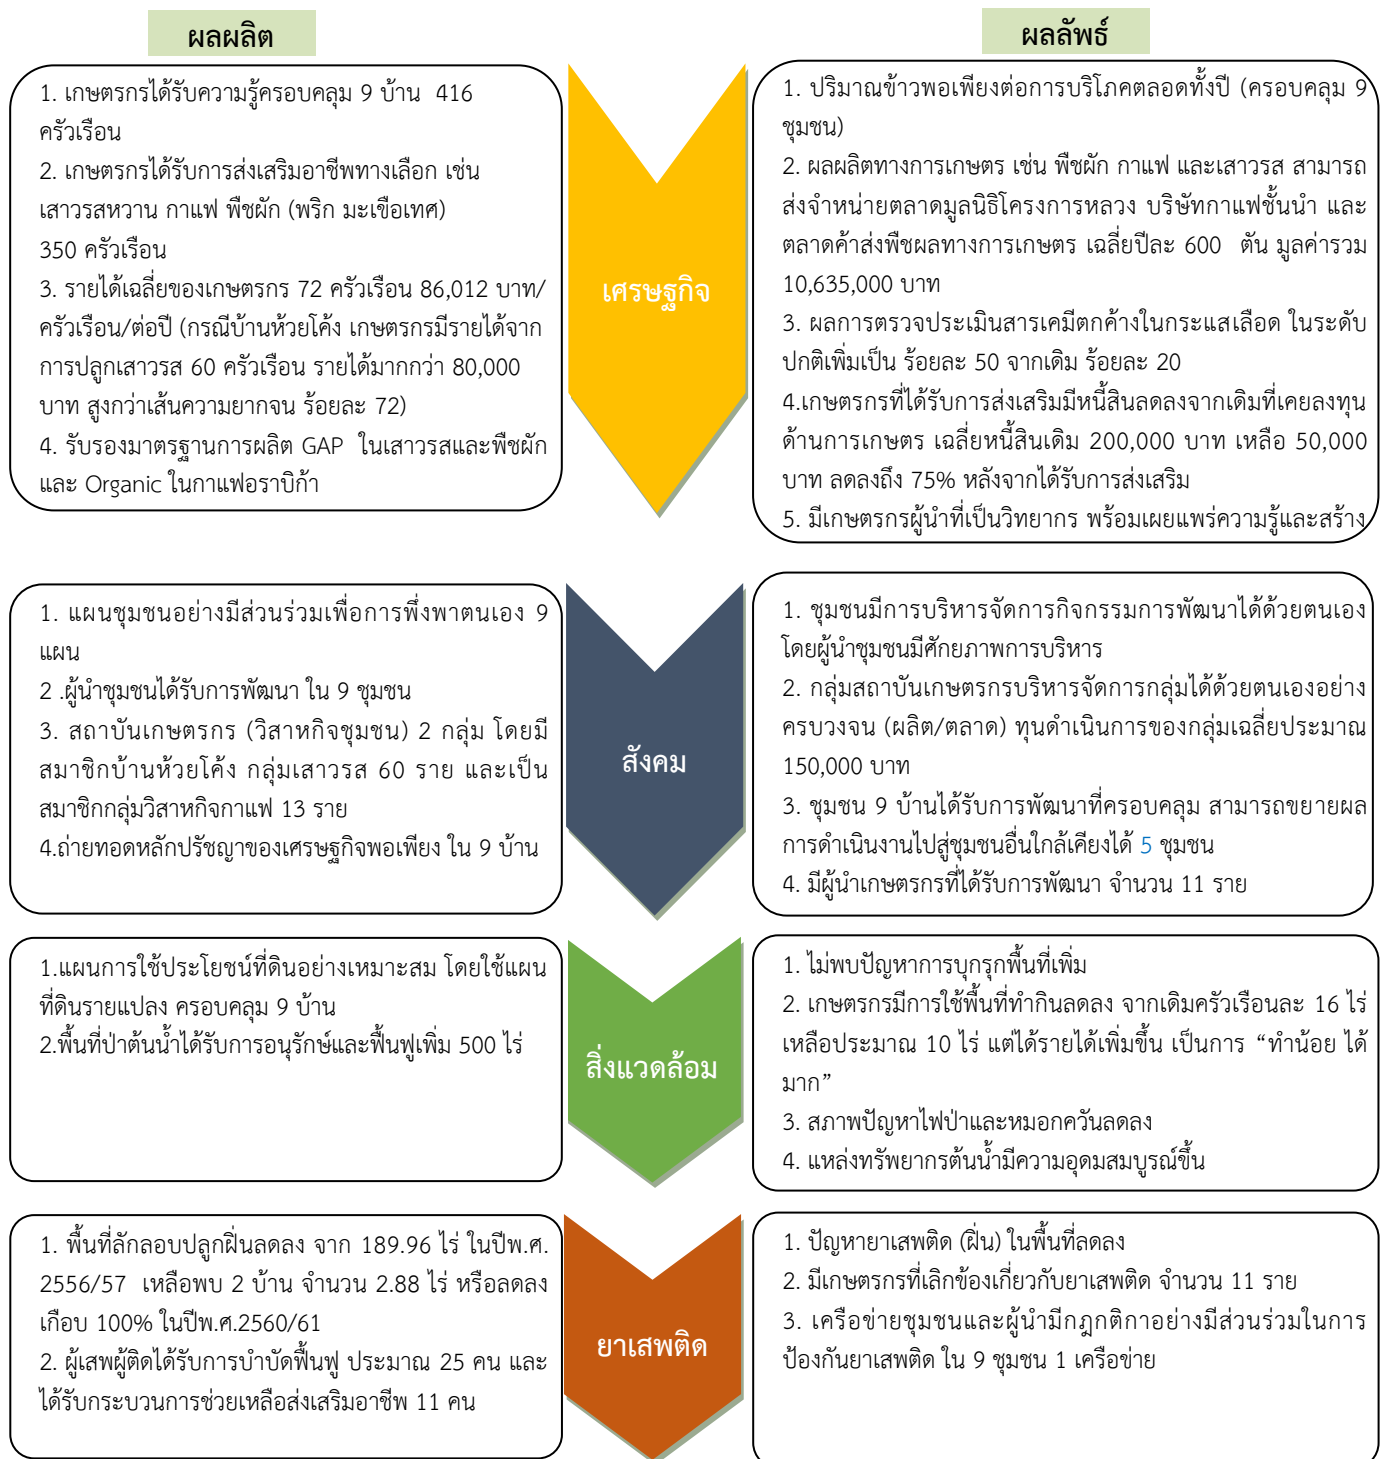 ผลผลิต
ผลลัพธ์
1. เกษตรกรได้รับความรู้ครอบคลุม 9 บ้าน 416
ครัวเรือน
2. เกษตรกรได้รับการส่งเสริมอาชีพทางเลือก เช่น
เสาวรสหวาน กาแฟ พืชผัก (พริก มะเขือเทศ)
350 ครัวเรือน
3. รายได้เฉลี่ยของเกษตรกร 72 ครัวเรือน 86,012 บาท/
ครัวเรือน/ต่อปี (กรณีบ้านห้วยโค้ง เกษตรกรมีรายได้จาก
การปลูกเสาวรส 60 ครัวเรือน รายได้มากกว่า 80,000
บาท สูงกว่าเส้นความยากจน ร้อยละ 72)
4. รับรองมาตรฐานการผลิต GAP ในเสาวรสและพืชผัก
และ Organic ในกาแฟอราบิก้า
เศรษฐกิจ
1. ปริมาณข้าวพอเพียงต่อการบริโภคตลอดทั้งปี (ครอบคลุม 9
ชุมชน)
2. ผลผลิตทางการเกษตร เช่น พืชผัก กาแฟ และเสาวรส สามารถ
ส่งจำหน่ายตลาดมูลนิธิโครงการหลวง บริษัทกาแฟชั้นนำ และ
ตลาดค้าส่งพืชผลทางการเกษตร เฉลี่ยปีละ 600 ตัน มูลค่ารวม
10,635,000 บาท
3. ผลการตรวจประเมินสารเคมีตกค้างในกระแสเลือด ในระดับ
ปกติเพิ่มเป็น ร้อยละ 50 จากเดิม ร้อยละ 20
4.เกษตรกรที่ได้รับการส่งเสริมมีหนี้สินลดลงจากเดิมที่เคยลงทุน
ด้านการเกษตร เฉลี่ยหนี้สินเดิม 200,000 บาท เหลือ 50,000
บาท ลดลงถึง 75% หลังจากได้รับการส่งเสริม
5. มีเกษตรกรผู้นำที่เป็นวิทยากร พร้อมเผยแพร่ความรู้และสร้าง
1. แผนชุมชนอย่างมีส่วนร่วมเพื่อการพึ่งพาตนเอง 9
แผน
2 .ผู้นำชุมชนได้รับการพัฒนา ใน 9 ชุมชน
3. สถาบันเกษตรกร (วิสาหกิจชุมชน) 2 กลุ่ม โดยมี
สมาชิกบ้านห้วยโค้ง กลุ่มเสาวรส 60 ราย และเป็น
สมาชิกกลุ่มวิสาหกิจกาแฟ 13 ราย
4.ถ่ายทอดหลักปรัชญาของเศรษฐกิจพอเพียง ใน 9 บ้าน
สังคม
1. ชุมชนมีการบริหารจัดการกิจกรรมการพัฒนาได้ด้วยตนเอง
โดยผู้นำชุมชนมีศักยภาพการบริหาร
2. กลุ่มสถาบันเกษตรกรบริหารจัดการกลุ่มได้ด้วยตนเองอย่าง
ครบวงจน (ผลิต/ตลาด) ทุนดำเนินการของกลุ่มเฉลี่ยประมาณ
150,000 บาท
3. ชุมชน 9 บ้านได้รับการพัฒนาที่ครอบคลุม สามารถขยายผล
การดำเนินงานไปสู่ชุมชนอื่นใกล้เคียงได้ 5 ชุมชน
4. มีผู้นำเกษตรกรที่ได้รับการพัฒนา จำนวน 11 ราย
1.แผนการใช้ประโยชน์ที่ดินอย่างเหมาะสม โดยใช้แผน
ที่ดินรายแปลง ครอบคลุม 9 บ้าน
2.พื้นที่ป่าต้นน้ำได้รับการอนุรักษ์และฟื้นฟูเพิ่ม 500 ไร่
สิ่งแวดล้อม
1. ไม่พบปัญหาการบุกรุกพื้นที่เพิ่ม
2. เกษตรกรมีการใช้พื้นที่ทำกินลดลง จากเดิมครัวเรือนละ 16 ไร่
เหลือประมาณ 10 ไร่ แต่ได้รายได้เพิ่มขึ้น เป็นการ “ทำน้อย ได้
มาก”
3. สภาพปัญหาไฟป่าและหมอกควันลดลง
4. แหล่งทรัพยากรต้นน้ำมีความอุดมสมบูรณ์ขึ้น
1. พื้นที่ลักลอบปลูกฝิ่นลดลง จาก 189.96 ไร่ ในปีพ.ศ.
2556/57 เหลือพบ 2 บ้าน จำนวน 2.88 ไร่ หรือลดลง
เกือบ 100% ในปีพ.ศ.2560/61
2. ผู้เสพผู้ติดได้รับการบำบัดฟื้นฟู ประมาณ 25 คน และ
ได้รับกระบวนการช่วยเหลือส่งเสริมอาชีพ 11 คน
ยาเสพติด
1. ปัญหายาเสพติด (ฝิ่น) ในพื้นที่ลดลง
2. มีเกษตรกรที่เลิกข้องเกี่ยวกับยาเสพติด จำนวน 11 ราย
3. เครือข่ายชุมชนและผู้นำมีกฎกติกาอย่างมีส่วนร่วมในการ
ป้องกันยาเสพติด ใน 9 ชุมชน 1 เครือข่าย